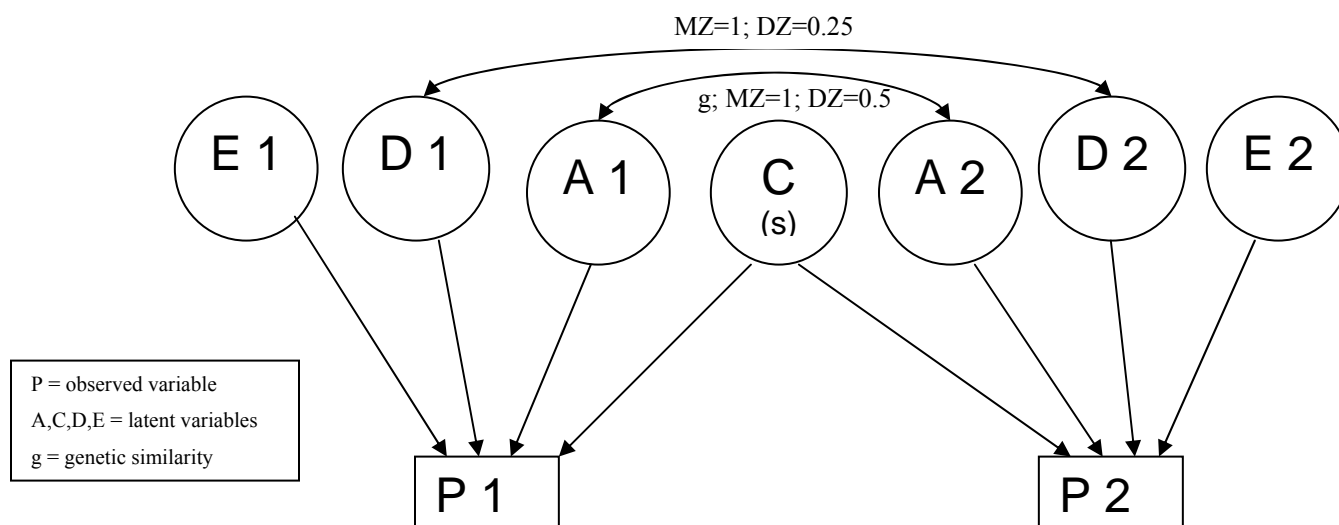 MZ=1; DZ=0.25
g; MZ=1; DZ=0.5
E 1
D 1
A 1
C
(s)
A 2
D 2
E 2
P = observed variable
A,C,D,E = latent variables
g = genetic similarity
P 1
P 2